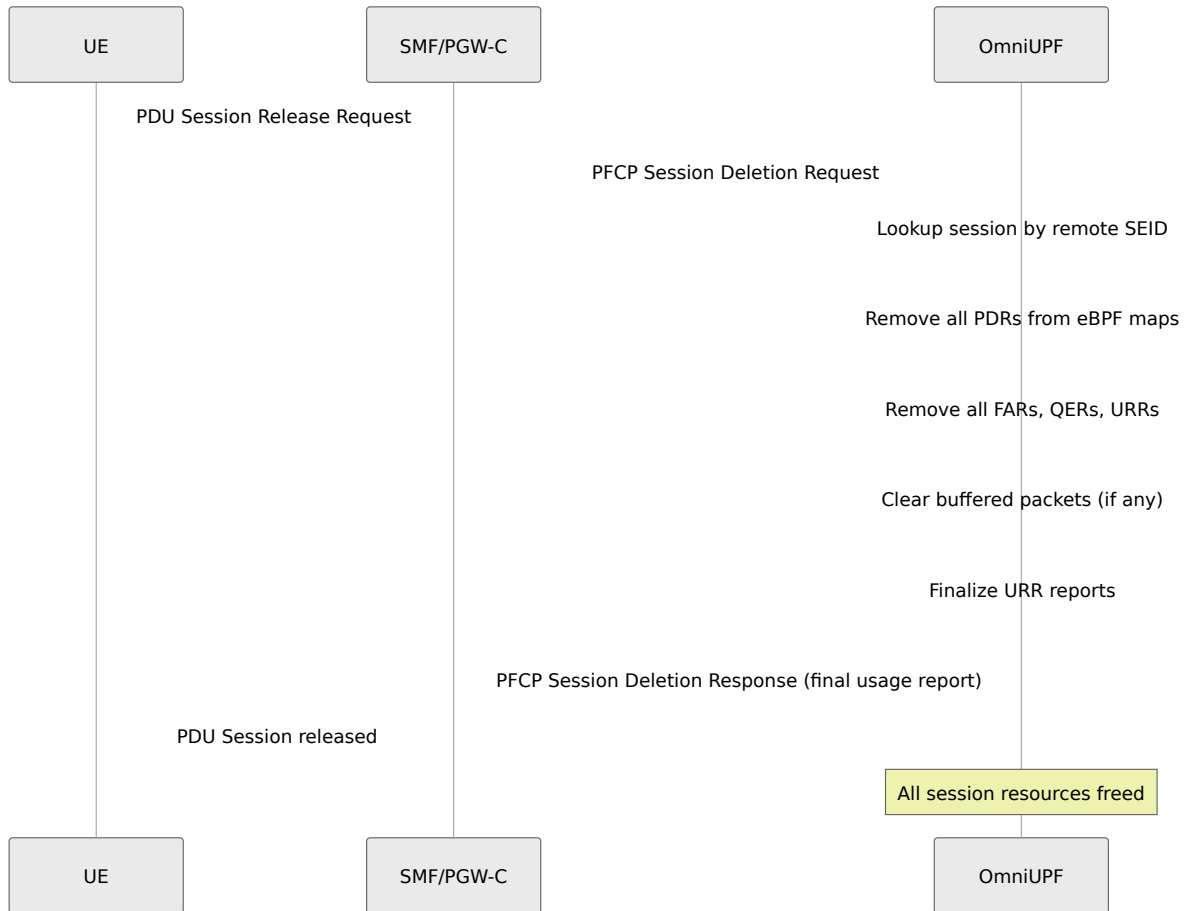 UE
SMF/PGW-C
OmniUPF
PDU Session Release Request
PFCP Session Deletion Request
Lookup session by remote SEID
Remove all PDRs from eBPF maps
Remove all FARs, QERs, URRs
Clear buffered packets (if any)
Finalize URR reports
PFCP Session Deletion Response (final usage report)
PDU Session released
All session resources freed
UE
SMF/PGW-C
OmniUPF